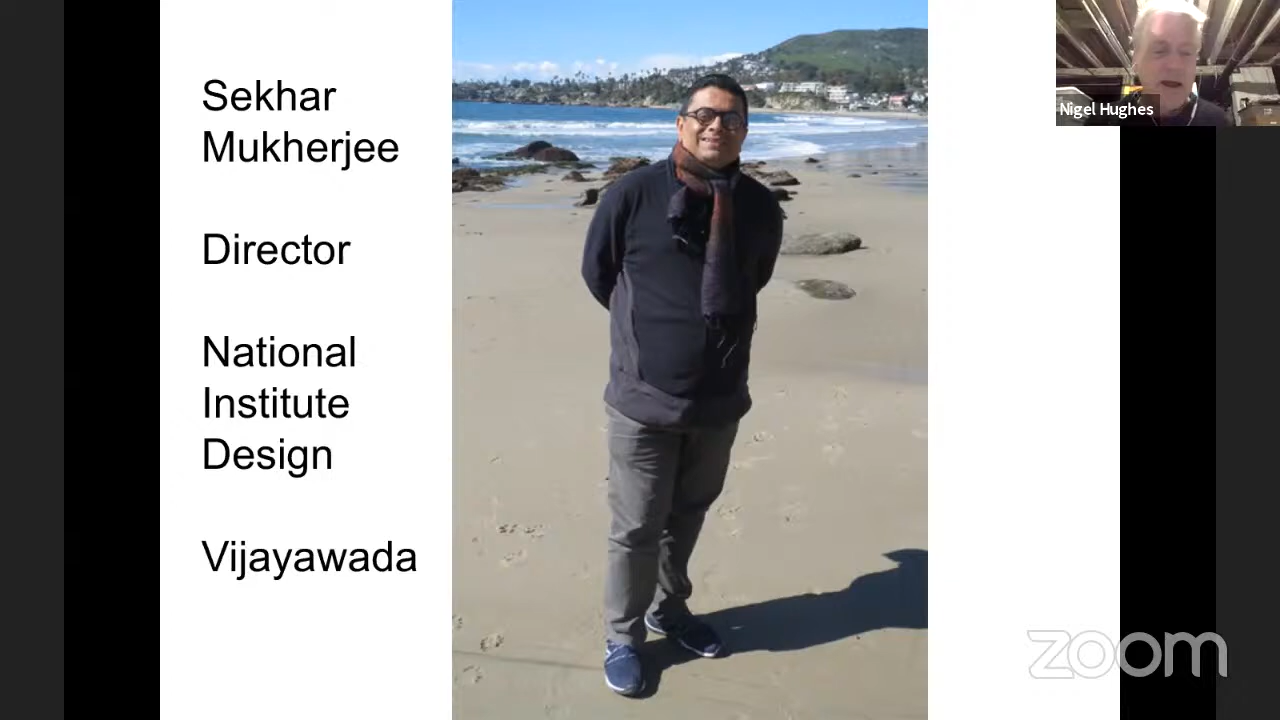 Sekhar
Mukherjee
Director
National
Institute
Design
Vijayawada
Nigel Hughes
zoom